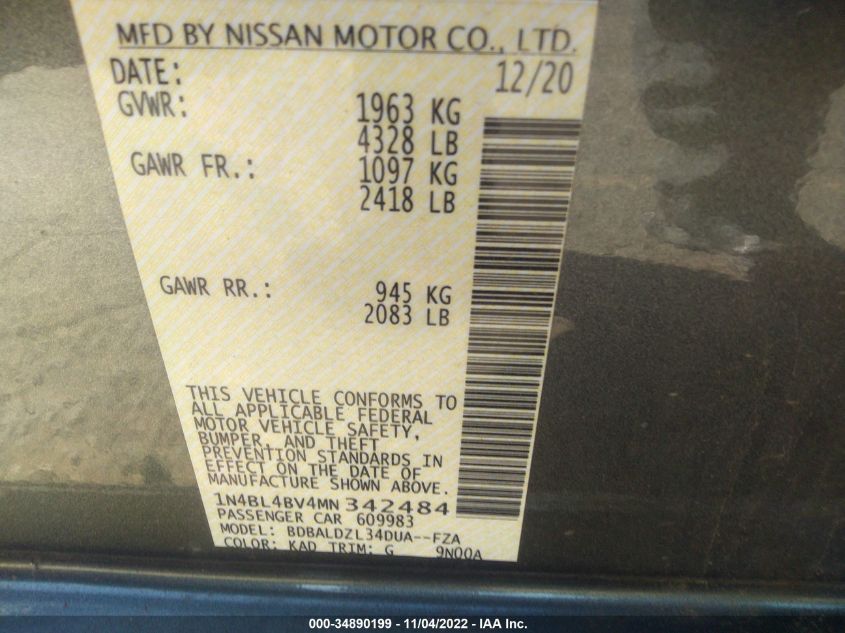 MFD BY NISSAN MOTOR CO., LTD.
DATE: 12/20
GVWR: 1963 KG
4328 LB
GAWR FR.: 1097 KG
2418 LB
GAWR RR.: 945 KG
2083 LB
THIS VEHICLE CONFORMS TO
ALL APPLICABLE FEDERAL
MOTOR VEHICLE SAFETY,
BUMPER, AND THEFT
PREVENTION STANDARDS IN
EFFECT ON THE DATE OF
MANUFACTURE SHOWN ABOVE.
1N4BL4BV4MN342484
PASSENGER CAR 609983
MODEL: BDBALDZL34DUA--FZA
COLOR: KAD TRIM: G 9N00A
000-34890199 - 11/04/2022 - IAA Inc.